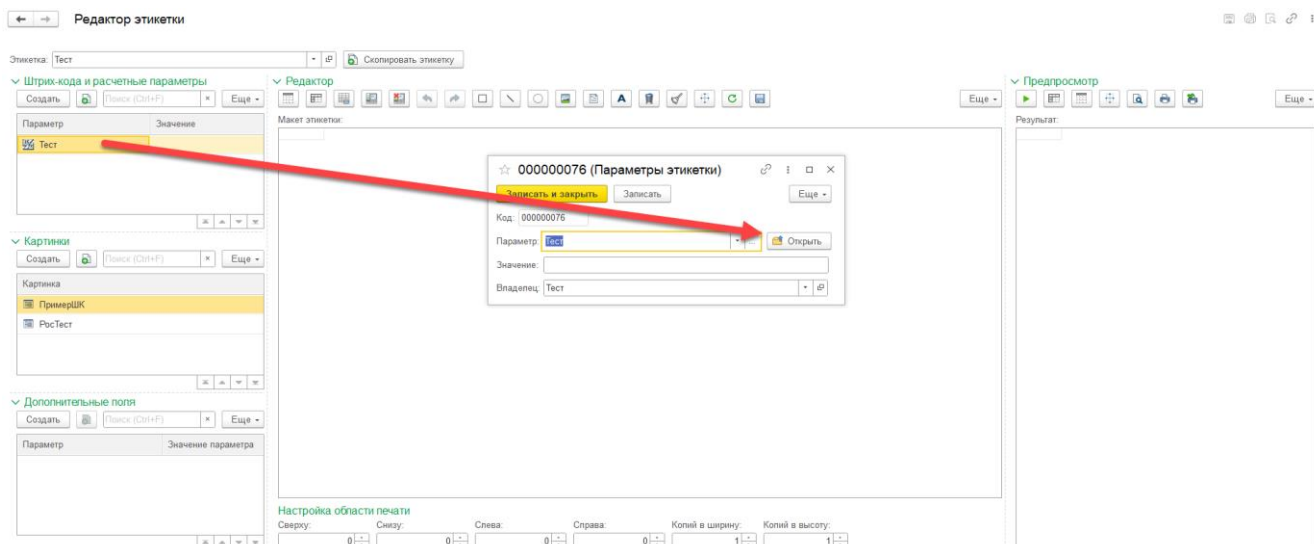 Редактор этикетки
Этикетка: Тест
Скопировать этикетку
Штрих-кода и расчетные параметры
Создать Поиск (Ctrl+F) × Еще
Параметр Значение
Тест
Картинки
Создать Поиск (Ctrl+F) × Еще
Картинка
ПримерШК
РосТест
Дополнительные поля
Создать Поиск (Ctrl+F) × Еще
Параметр Значение параметра
Редактор
A
Еще
Макет этикетки:
000000076 (Параметры этикетки)
Записать и закрыть Записать Еще
Код: 000000076
Параметр: Тест ... Открыть
Значение:
Владелец: Тест
Настройка области печати
Сверху: Снизу: Слева: Справа: Копий в ширину: Копий в высоту:
0 0 0 0 1 1
Предпросмотр
Еще
Результат: